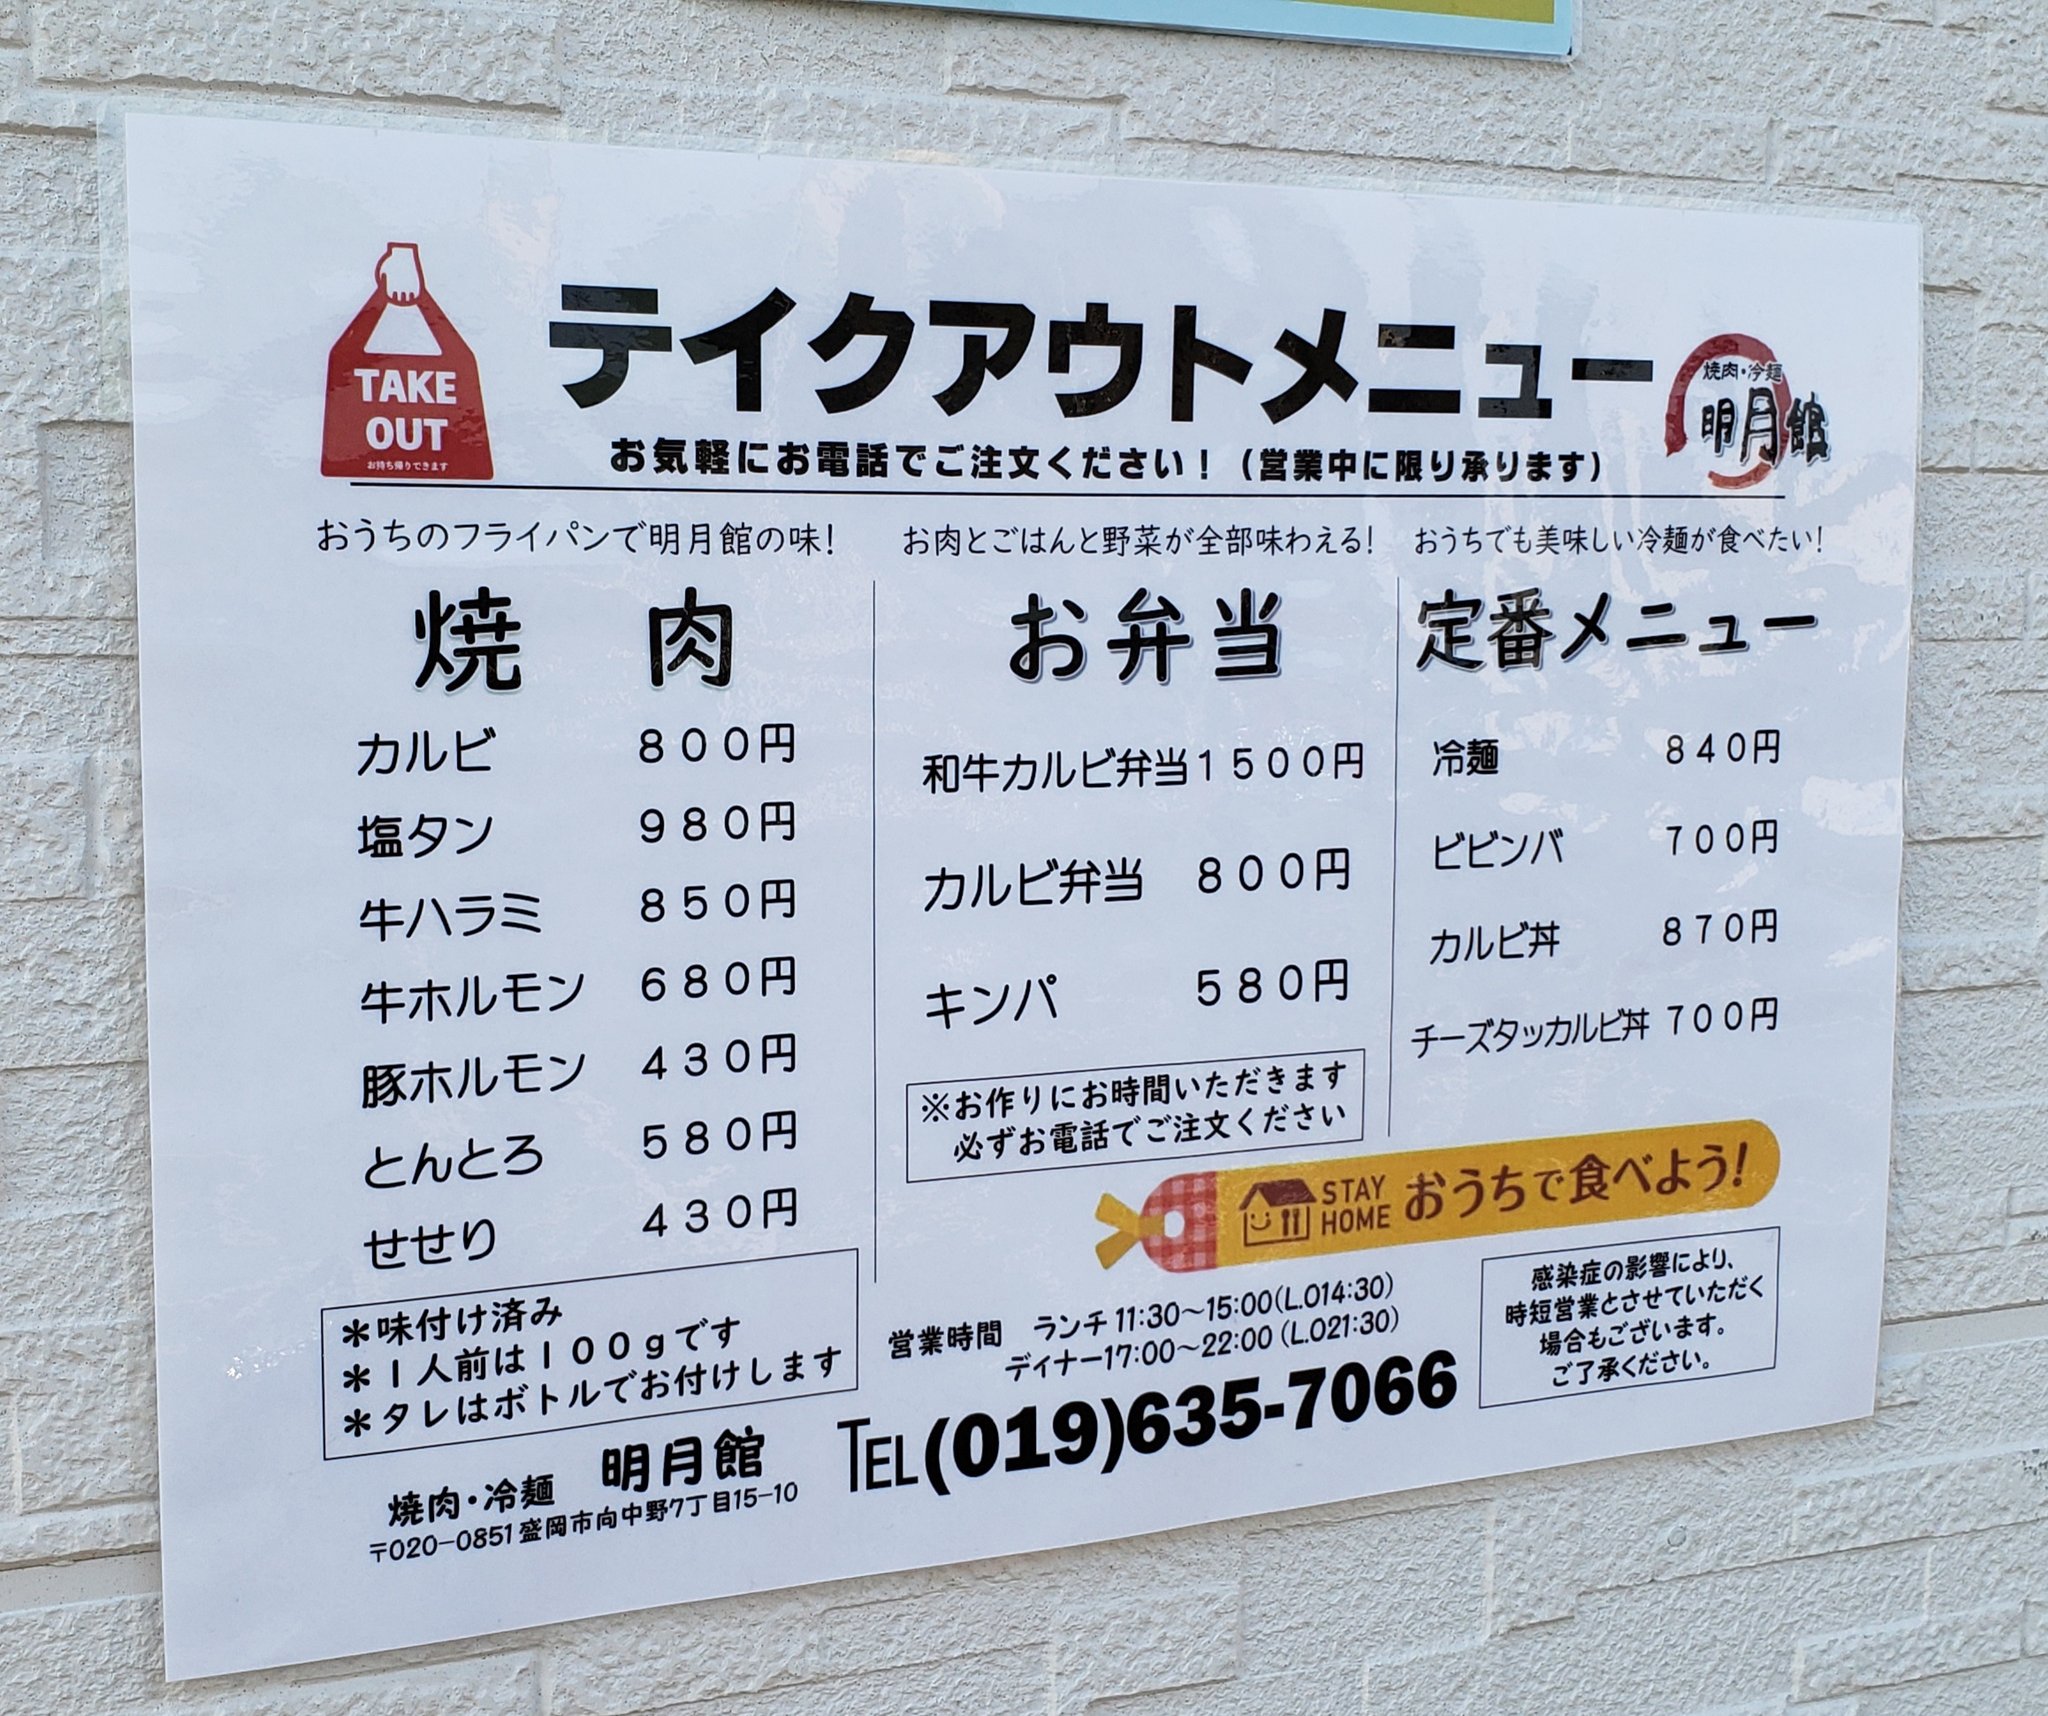 TAKE
OUT
お持ち帰りできます
テイクアウトメニュー
焼肉・冷麺
明月館
お気軽にお電話でご注文ください！（営業中に限り承ります）
おうちのフライパンで明月館の味！
焼 肉
カルビ ８００円
塩タン ９８０円
牛ハラミ ８５０円
牛ホルモン ６８０円
豚ホルモン ４３０円
とんとろ ５８０円
せせり ４３０円
＊味付け済み
＊１人前は１００ｇです
＊タレはボトルでお付けします
お肉とごはんと野菜が全部味わえる！
お弁当
和牛カルビ弁当１５００円
カルビ弁当 ８００円
キンパ ５８０円
※お作りにお時間いただきます
必ずお電話でご注文ください
おうちでも美味しい冷麺が食べたい！
定番メニュー
冷麺 ８４０円
ビビンバ ７００円
カルビ丼 ８７０円
チーズタッカルビ丼 ７００円
STAY
HOME
おうちで食べよう！
営業時間 ランチ 11:30～15:00(L.O14:30)
ディナー17:00～22:00 (L.O21:30)
感染症の影響により、
時短営業とさせていただく
場合もございます。
ご了承ください。
焼肉・冷麺 明月館
〒020-0851 盛岡市向中野7丁目15-10
TEL(019)635-7066